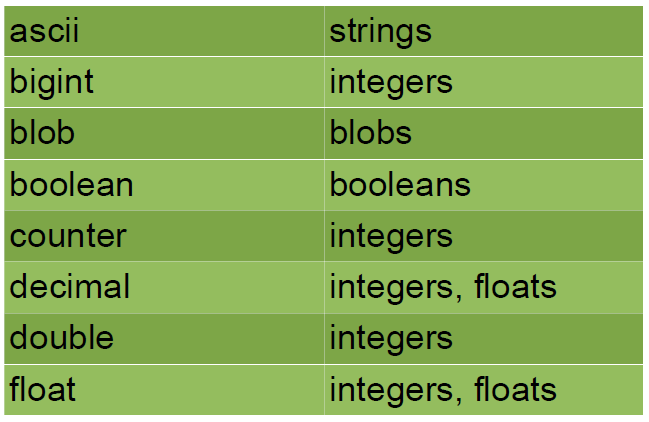 ascii strings
bigint integers
blob blobs
boolean booleans
counter integers
decimal integers, floats
double integers
float integers, floats